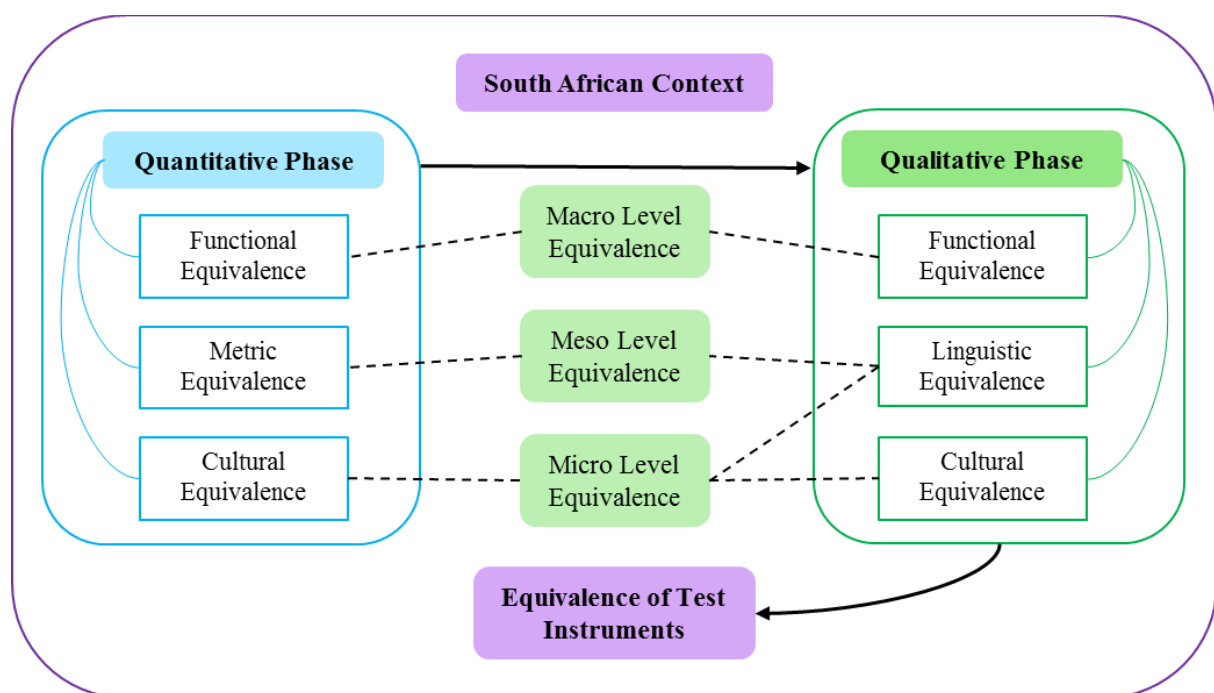 South African Context
Quantitative Phase
Functional
Equivalence
Metric
Equivalence
Cultural
Equivalence
Macro Level
Equivalence
Meso Level
Equivalence
Micro Level
Equivalence
Qualitative Phase
Functional
Equivalence
Linguistic
Equivalence
Cultural
Equivalence
Equivalence of Test
Instruments